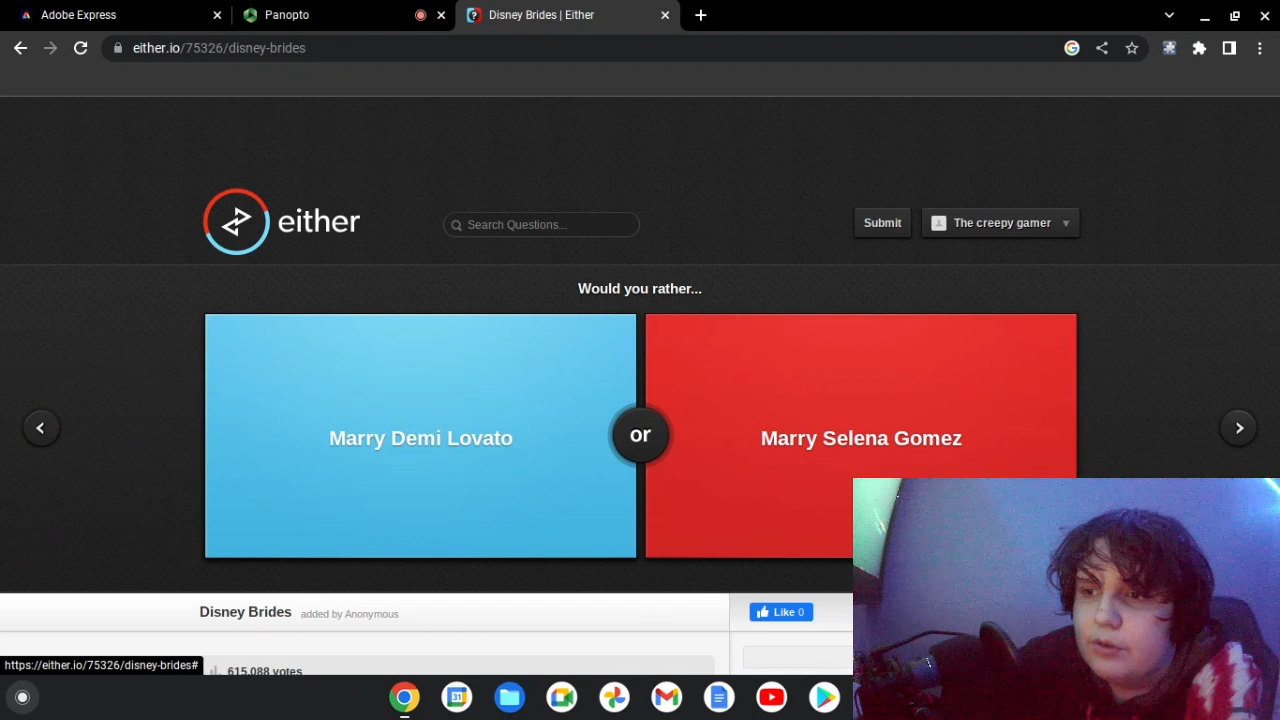 Adobe Express
Panopto
Disney Brides | Either
either.io/75326/disney-brides
either
Search Questions...
Submit
The creepy gamer
Would you rather...
Marry Demi Lovato
or
Marry Selena Gomez
Disney Brides added by Anonymous
Like 0
https://either.io/75326/disney-brides#
615,088 votes
31